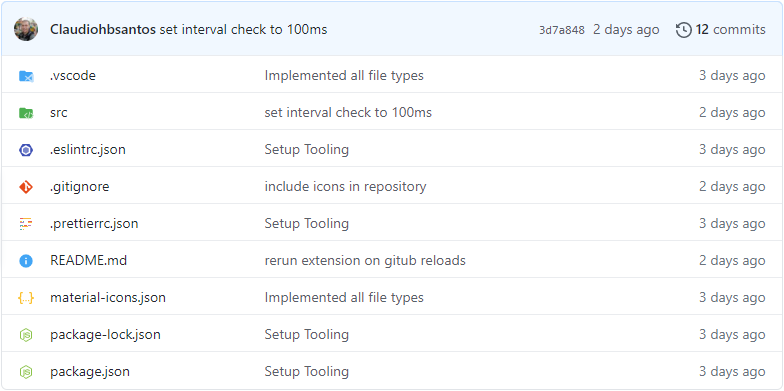 Claudiohbsantos set interval check to 100ms 3d7a848 2 days ago 12 commits
.vscode Implemented all file types 3 days ago
src set interval check to 100ms 2 days ago
.eslintrc.json Setup Tooling 3 days ago
.gitignore include icons in repository 2 days ago
.prettierrc.json Setup Tooling 3 days ago
README.md rerun extension on gitub reloads 2 days ago
material-icons.json Implemented all file types 3 days ago
package-lock.json Setup Tooling 3 days ago
package.json Setup Tooling 3 days ago